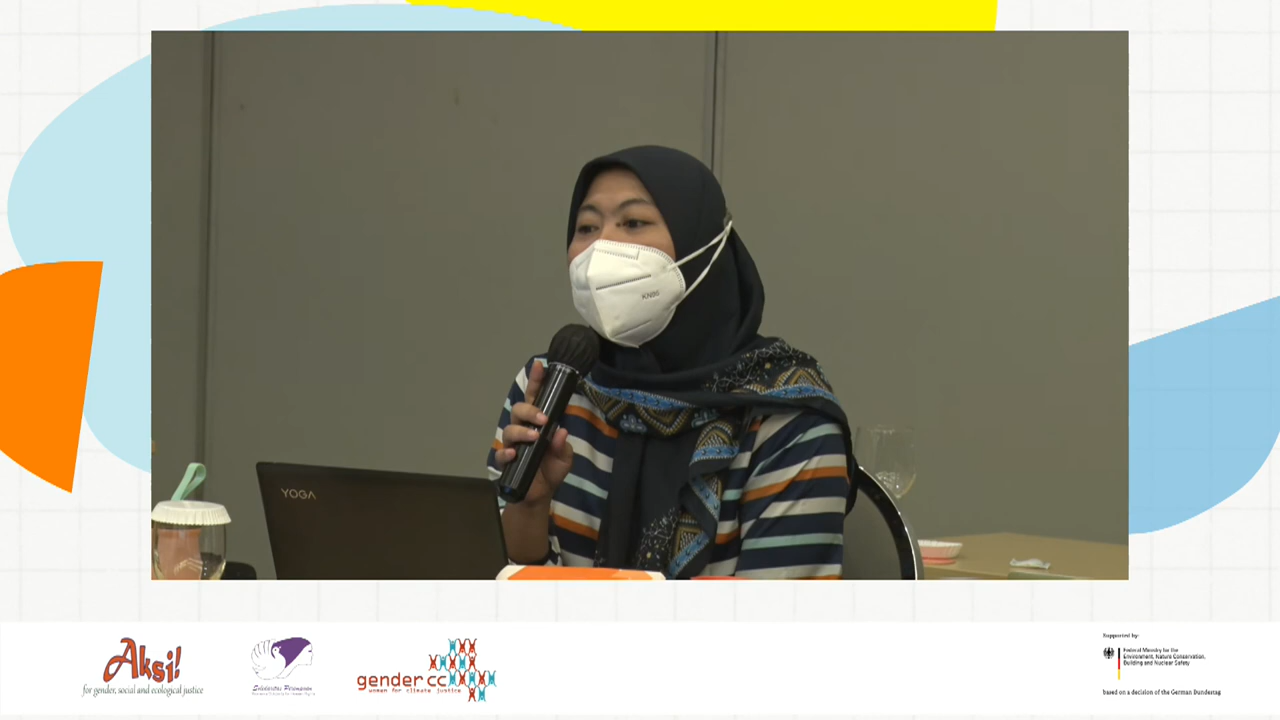 KN95
YOGA
Aksi!
for gender, social and ecological justice
Solidaritas Perempuan
gender cc
women for climate justice
Supported by:
Federal Ministry for the
Environment, Nature Conservation,
Building and Nuclear Safety
based on a decision of the German Bundestag